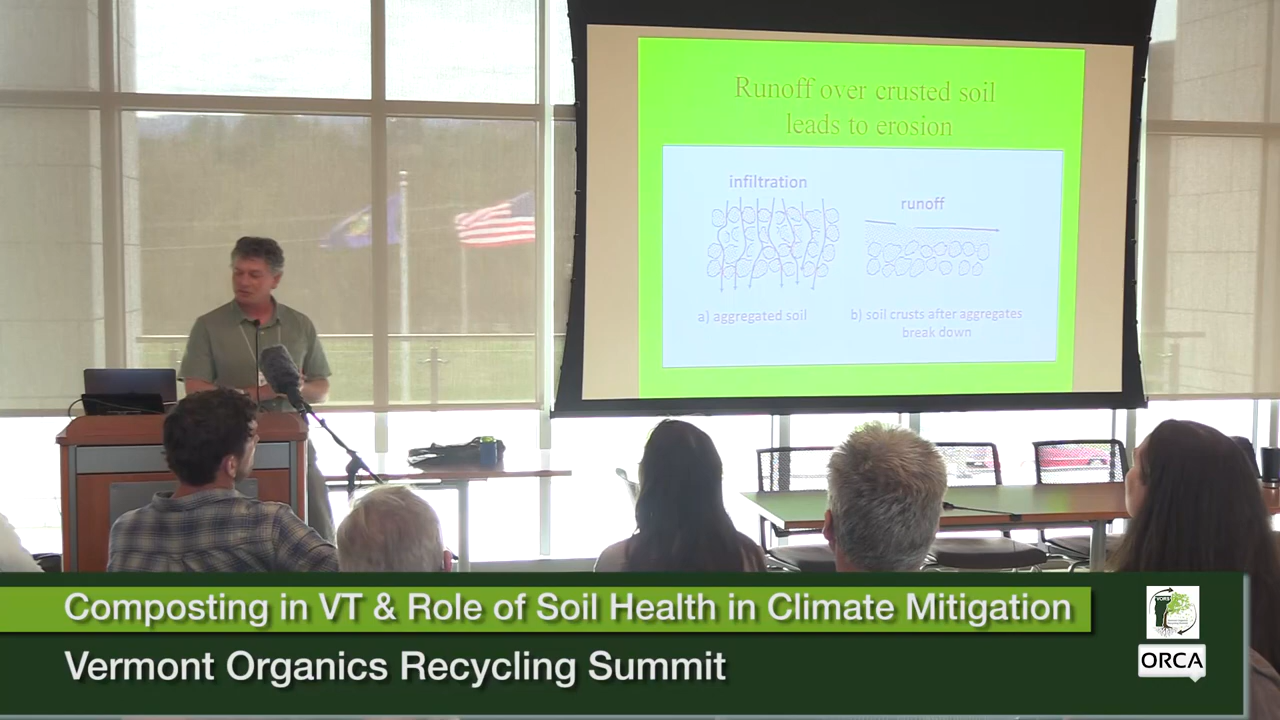 Runoff over crusted soil
leads to erosion
infiltration
runoff
a) aggregated soil
b) soil crusts after aggregates
break down
Composting in VT & Role of Soil Health in Climate Mitigation
Vermont Organics Recycling Summit
VORS
ORCA